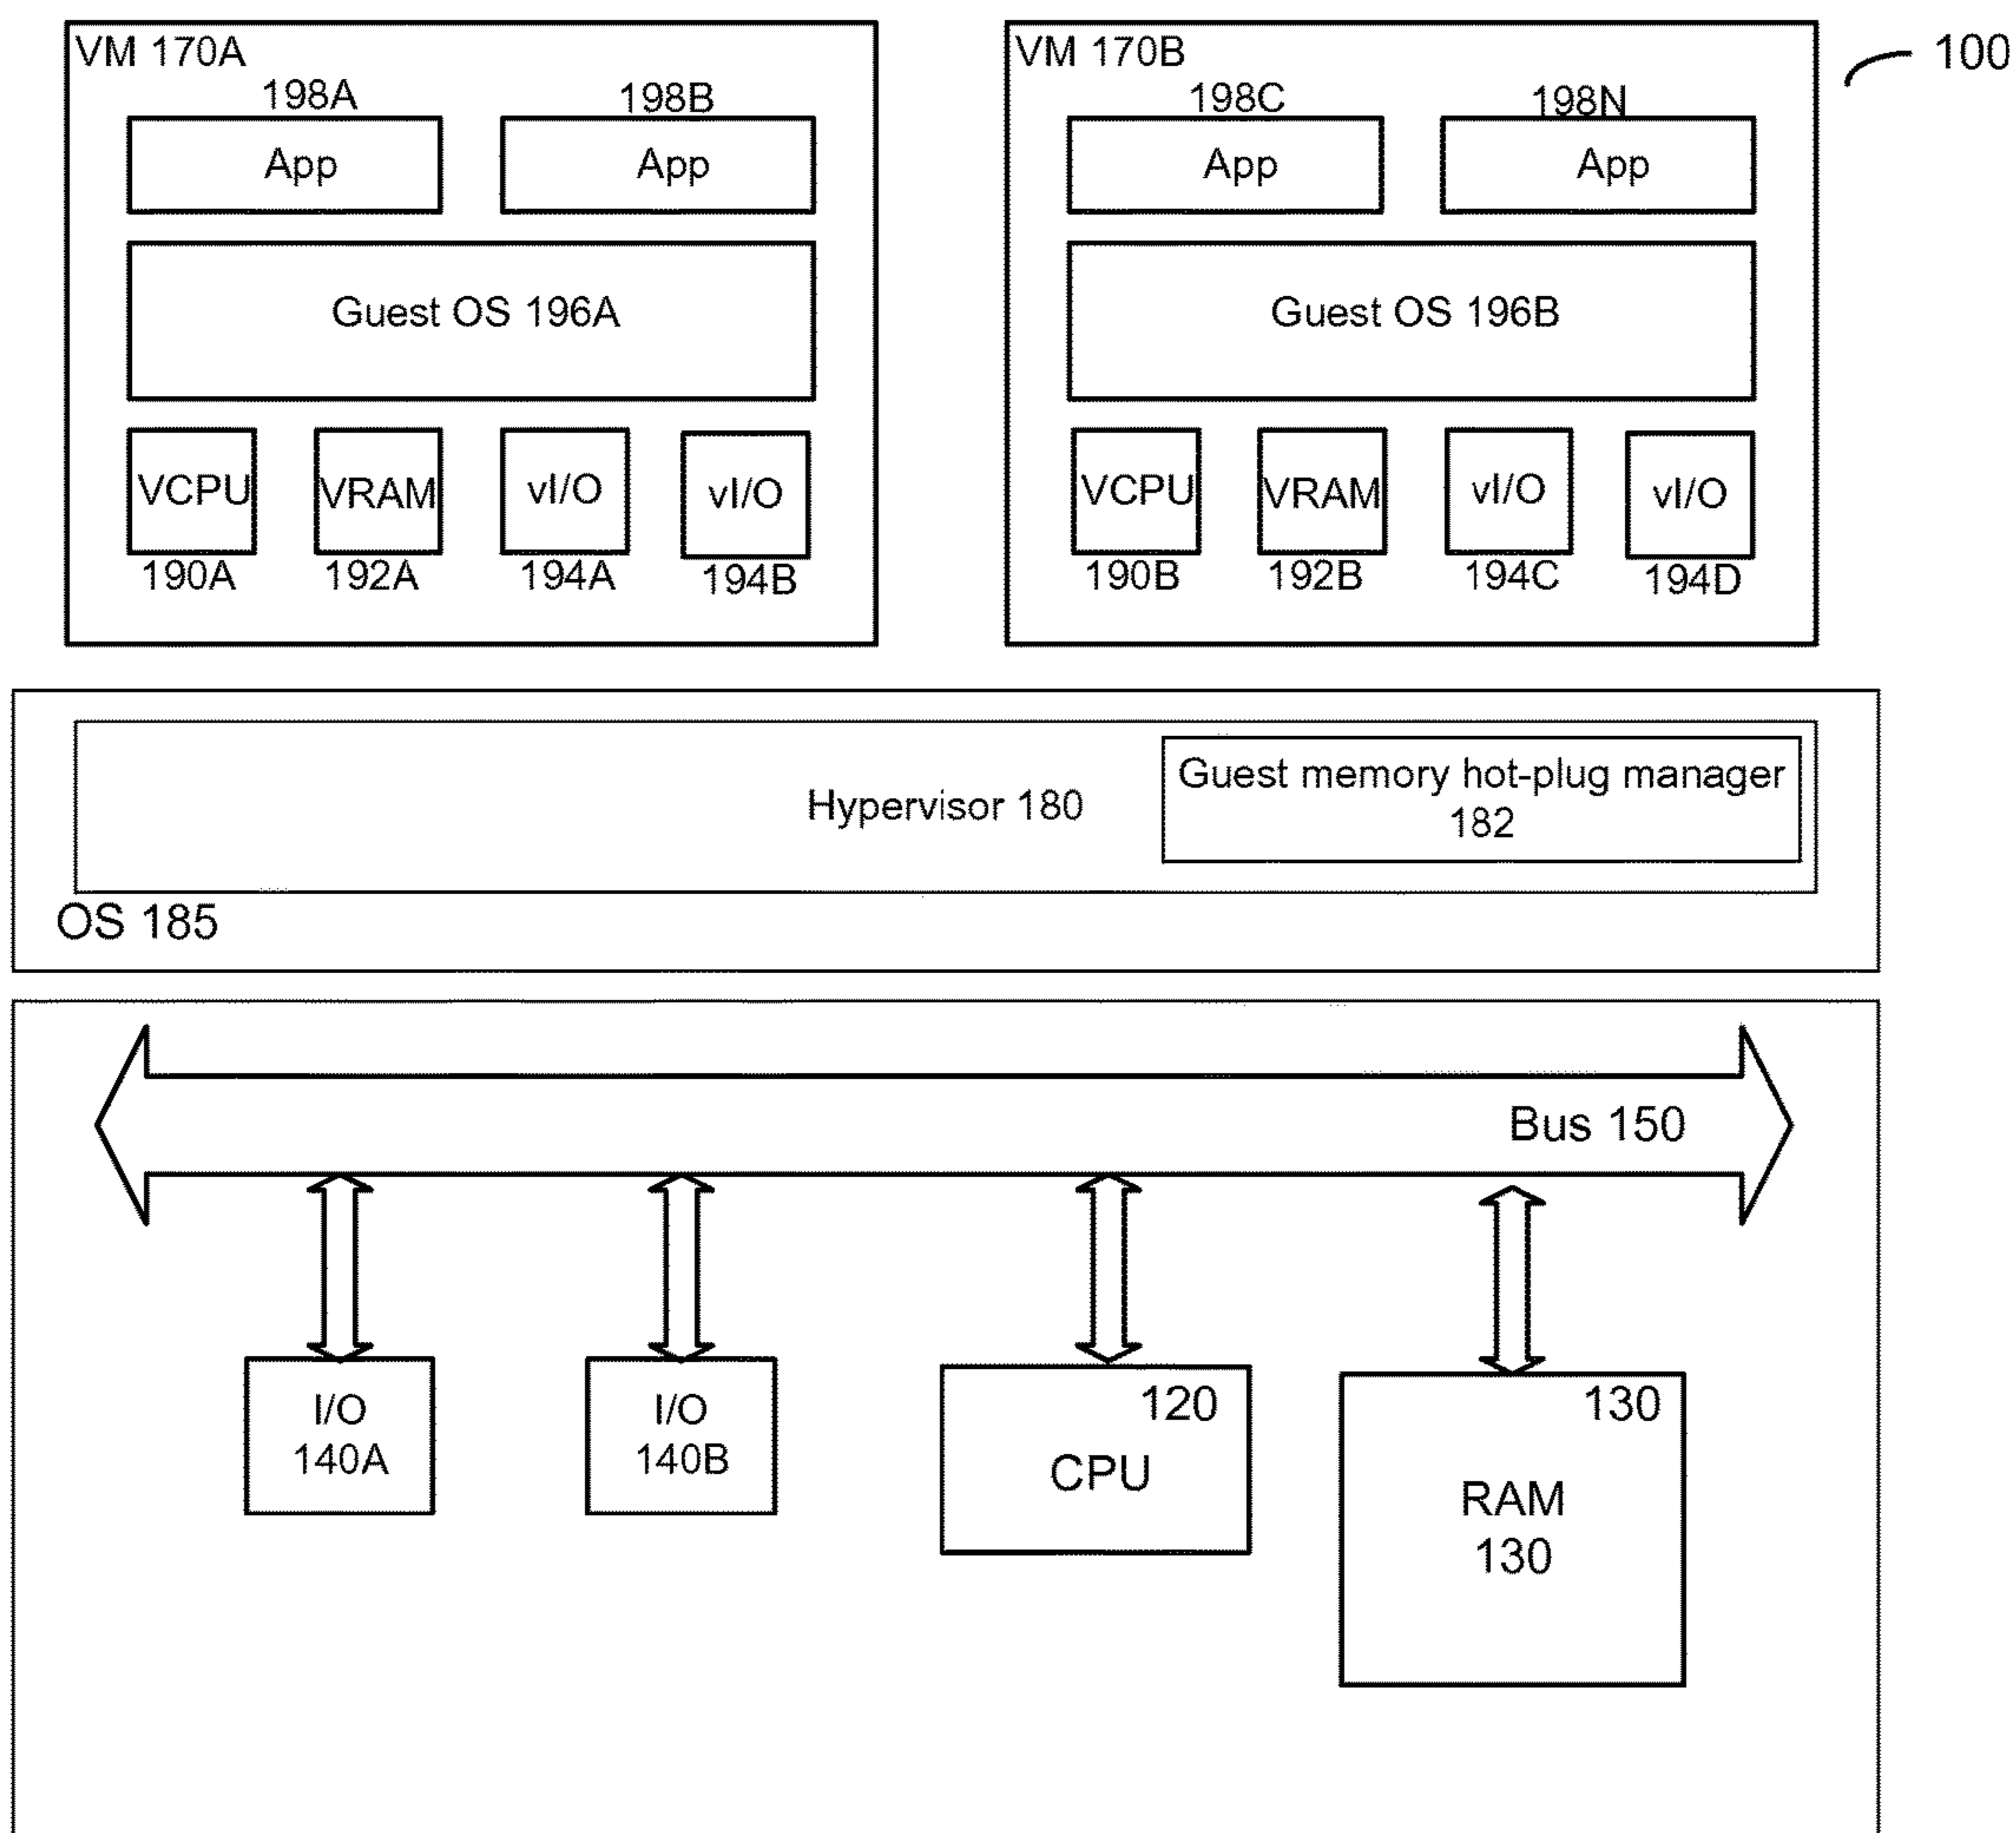 VM 170A
198A
198B
App
App
Guest OS 196A
VCPU
VRAM
vI/O
vI/O
190A
192A
194A
194B
VM 170B
198C
198N
App
App
Guest OS 196B
VCPU
VRAM
vI/O
vI/O
190B
192B
194C
194D
100
Hypervisor 180
Guest memory hot-plug manager
182
OS 185
Bus 150
I/O
140A
I/O
140B
120
CPU
130
RAM
130